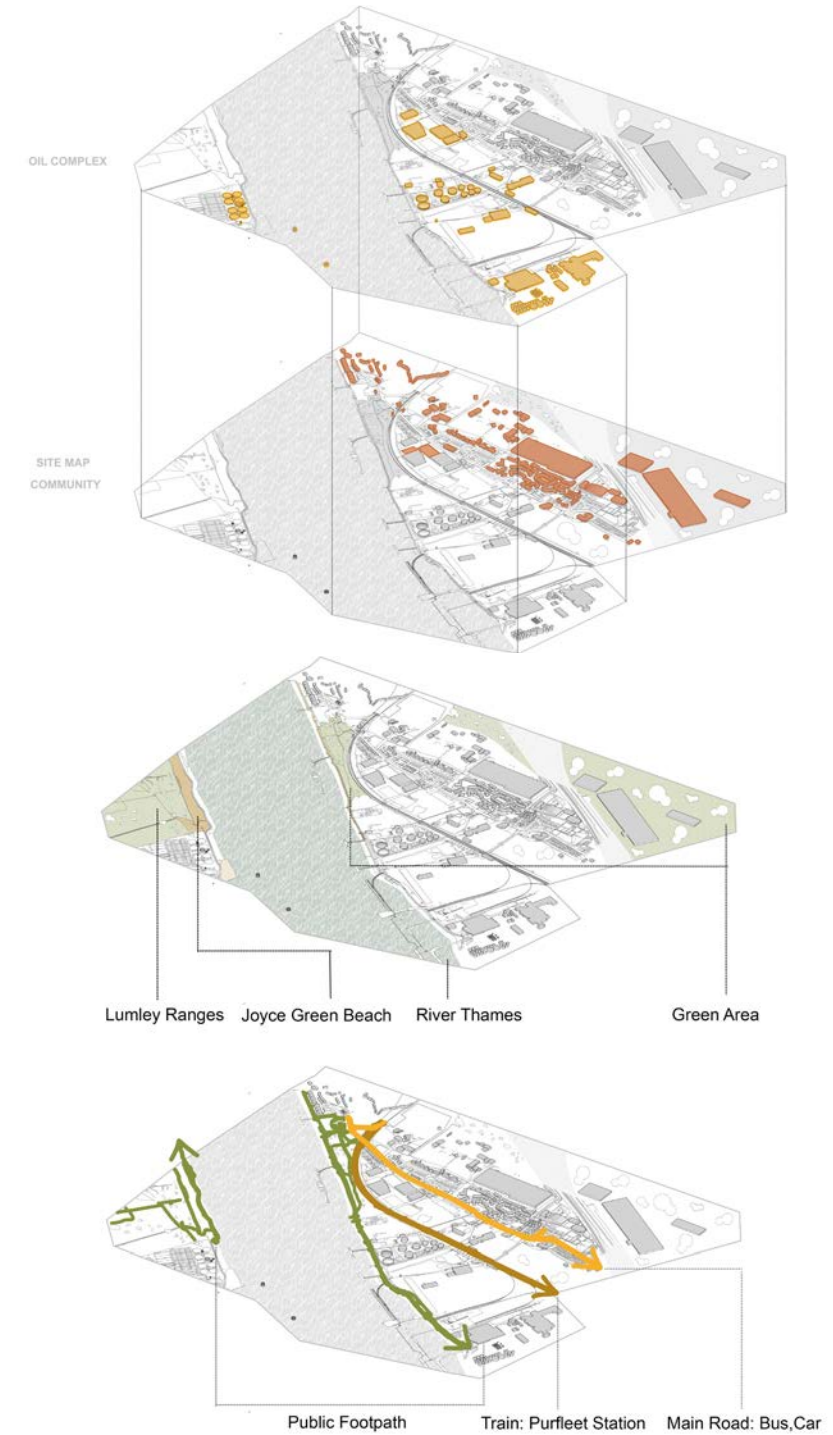 OIL COMPLEX
SITE MAP
COMMUNITY
Lumley Ranges
Joyce Green Beach
River Thames
Green Area
Public Footpath
Train: Purfleet Station
Main Road: Bus,Car